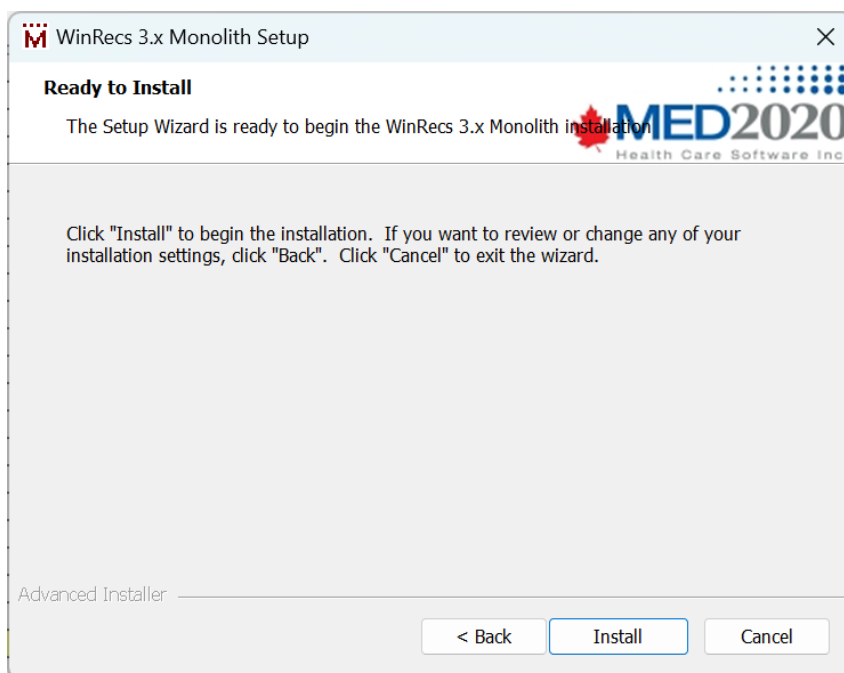 WinRecs 3.x Monolith Setup
Ready to Install
The Setup Wizard is ready to begin the WinRecs 3.x Monolith installation
MED2020
Health Care Software Inc
Click "Install" to begin the installation.  If you want to review or change any of your
installation settings, click "Back".  Click "Cancel" to exit the wizard.
Advanced Installer
< Back Install Cancel